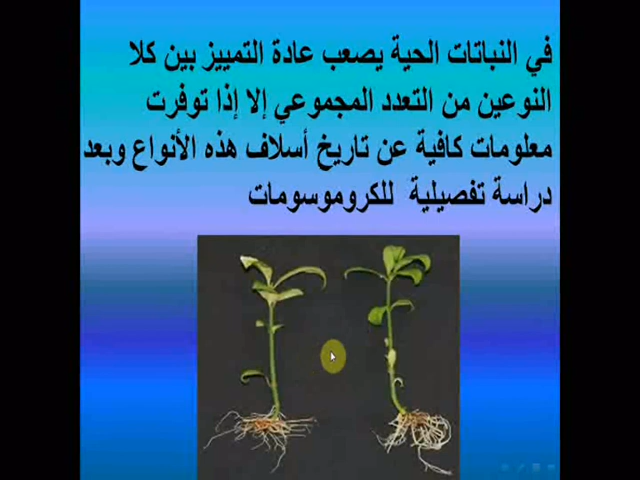 في النباتات الحية يصعب عادة التمييز بين كلا
النوعين من التعدد المجموعي إلا إذا توفرت
معلومات كافية عن تاريخ أسلاف هذه الأنواع وبعد
دراسة تفصيلية للكروموسومات